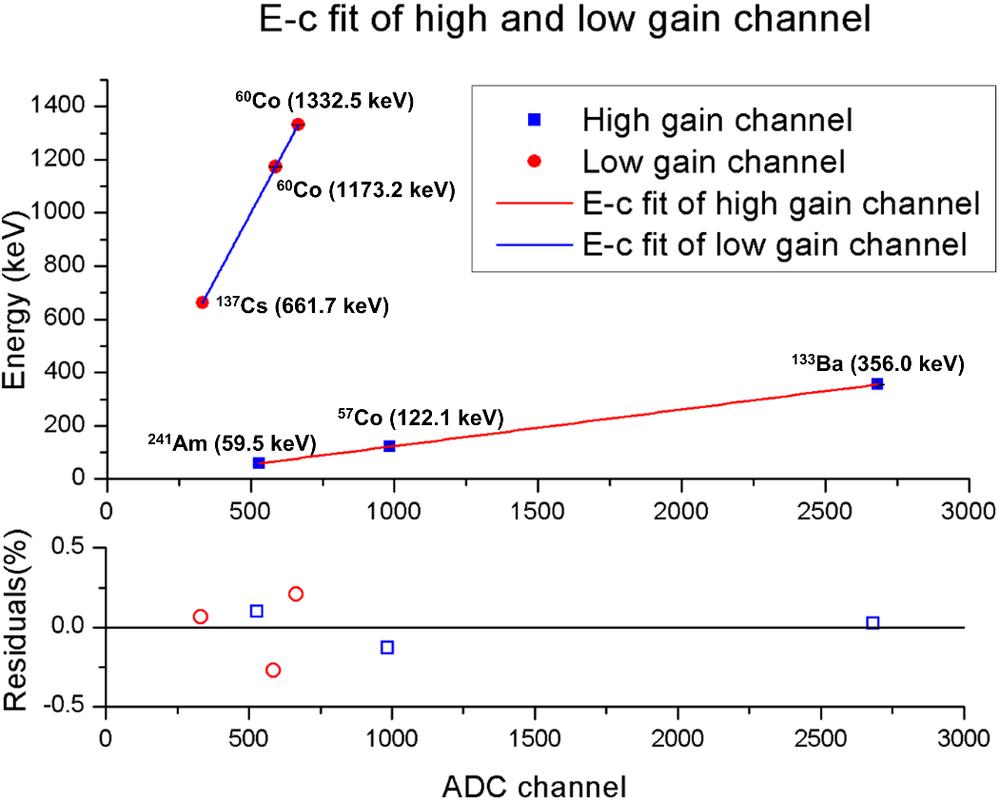 E-c fit of high and low gain channel
1400
1200
1000
800
600
400
200
0
Energy (keV)
⁶⁰Co (1332.5 keV)
⁶⁰Co (1173.2 keV)
¹³⁷Cs (661.7 keV)
High gain channel
Low gain channel
E-c fit of high gain channel
E-c fit of low gain channel
¹³³Ba (356.0 keV)
⁵⁷Co (122.1 keV)
²⁴¹Am (59.5 keV)
0 500 1000 1500 2000 2500 3000
0.5
0.0
-0.5
Residuals(%)
0 500 1000 1500 2000 2500 3000
ADC channel